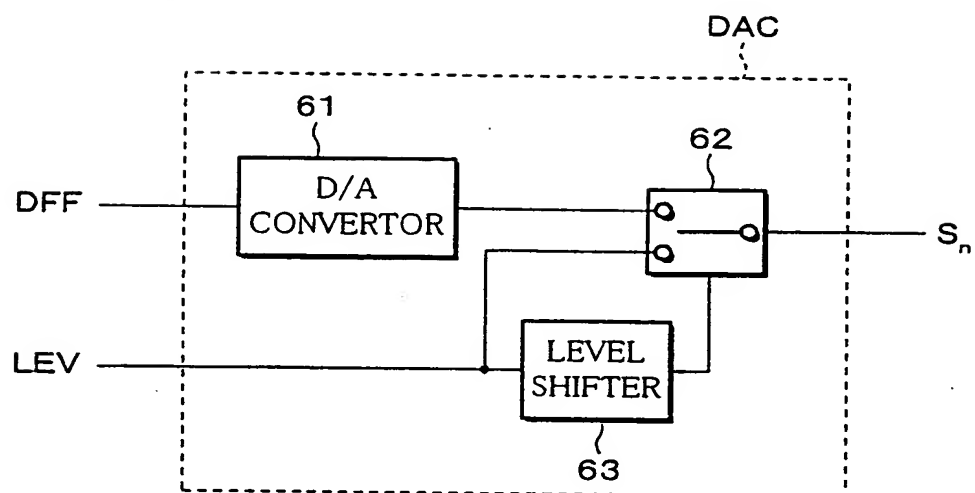 DAC
61
62
DFF
D/A
CONVERTOR
Sn
LEV
LEVEL
SHIFTER
63